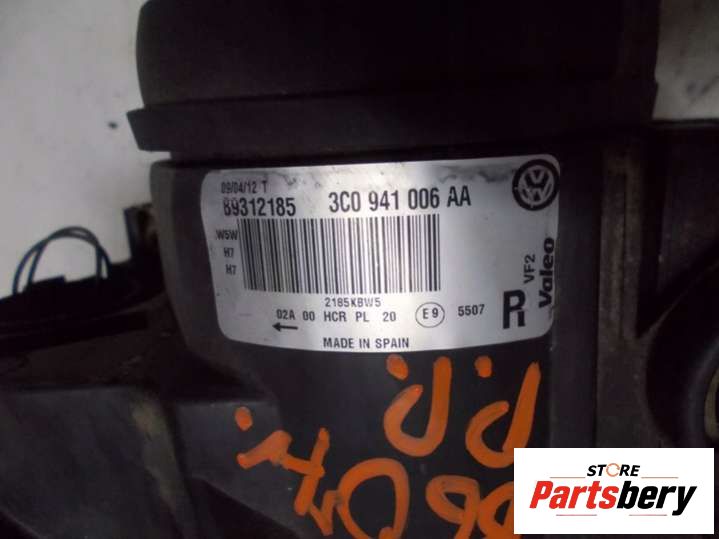 09/04/12 T
89312185 3C0 941 006 AA
W5W
H7
H7
2185KBW5
02A 00 HCR PL 20 E9 5507
MADE IN SPAIN
R
VF2
Valeo
STORE
Partsbery